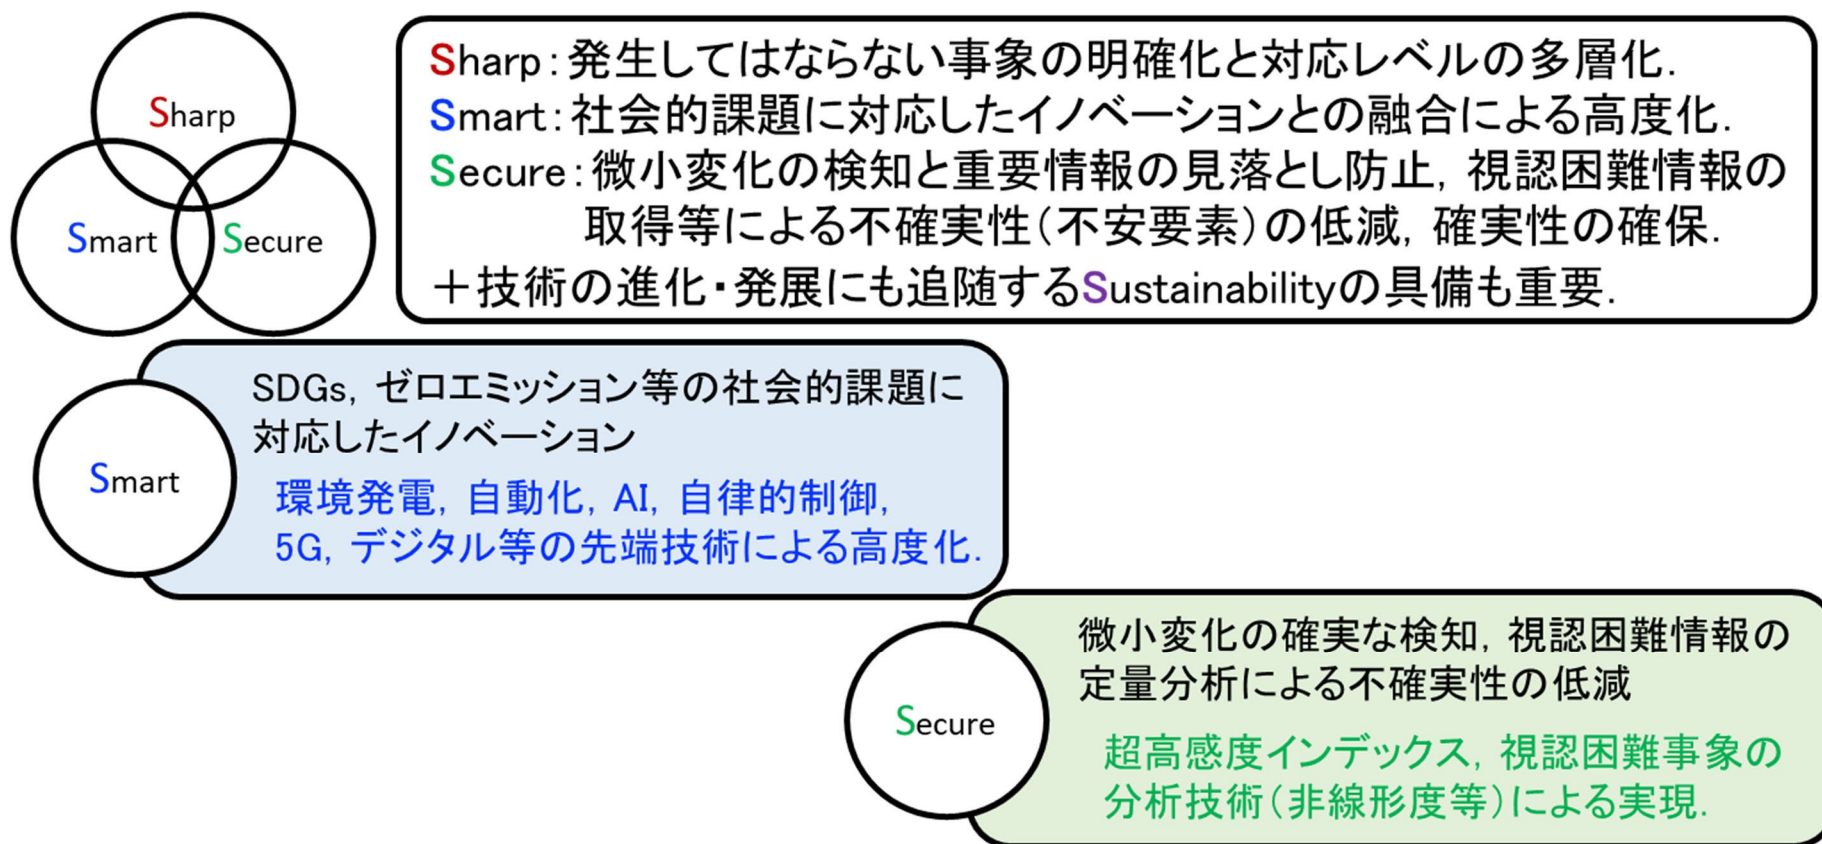 Sharp
Smart
Secure
Sharp：発生してはならない事象の明確化と対応レベルの多層化．
Smart：社会的課題に対応したイノベーションとの融合による高度化．
Secure：微小変化の検知と重要情報の見落とし防止，視認困難情報の
取得等による不確実性（不安要素）の低減，確実性の確保．
＋技術の進化・発展にも追随するSustainabilityの具備も重要．
Smart
SDGs，ゼロエミッション等の社会的課題に
対応したイノベーション
環境発電，自動化，AI，自律的制御，
5G，デジタル等の先端技術による高度化．
Secure
微小変化の確実な検知，視認困難情報の
定量分析による不確実性の低減
超高感度インデックス，視認困難事象の
分析技術（非線形度等）による実現．